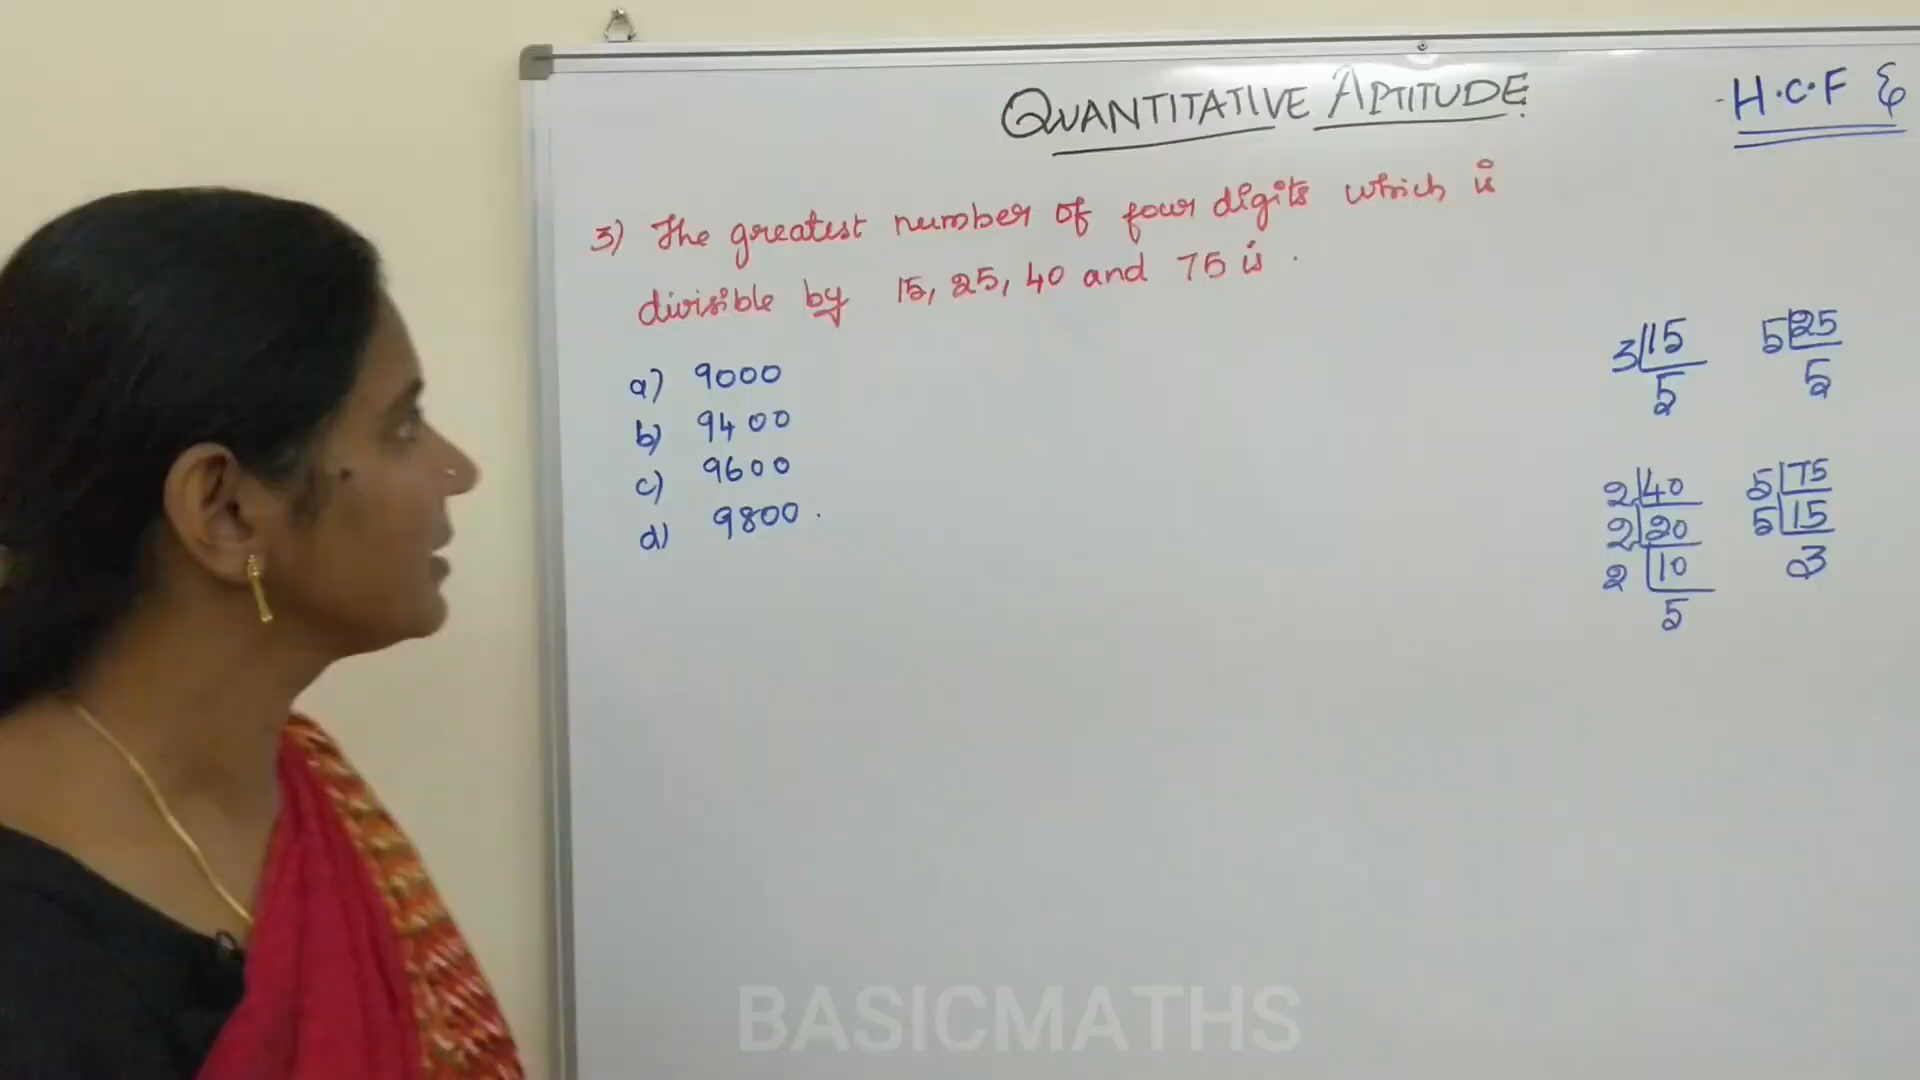 QUANTITATIVE APTITUDE
H.C.F &
3) The greatest number of four digits which is
divisible by 15, 25, 40 and 75 is .
a) 9000
b) 9400
c) 9600
d) 9800 .
3 15
5
5 25
5
2 40
2 20
2 10
5
5 75
5 15
3
BASICMATHS